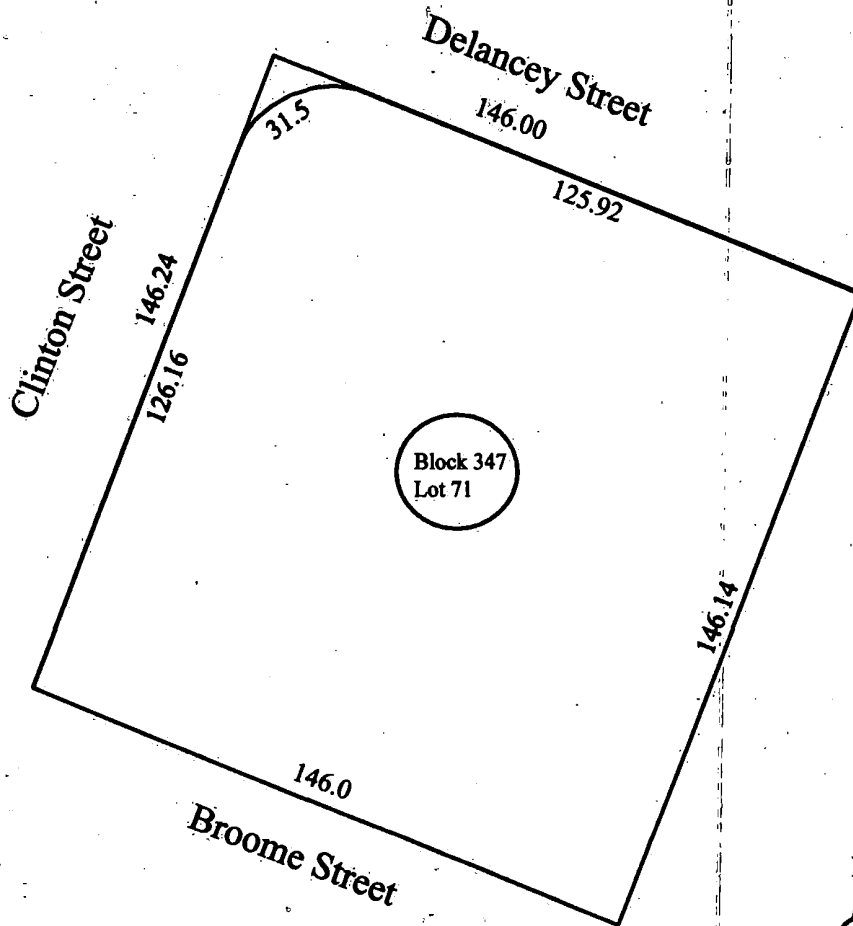 Delancey Street
146.00
125.92
31.5
Clinton Street
146.24
126.16
Block 347
Lot 71
146.14
146.0
Broome Street